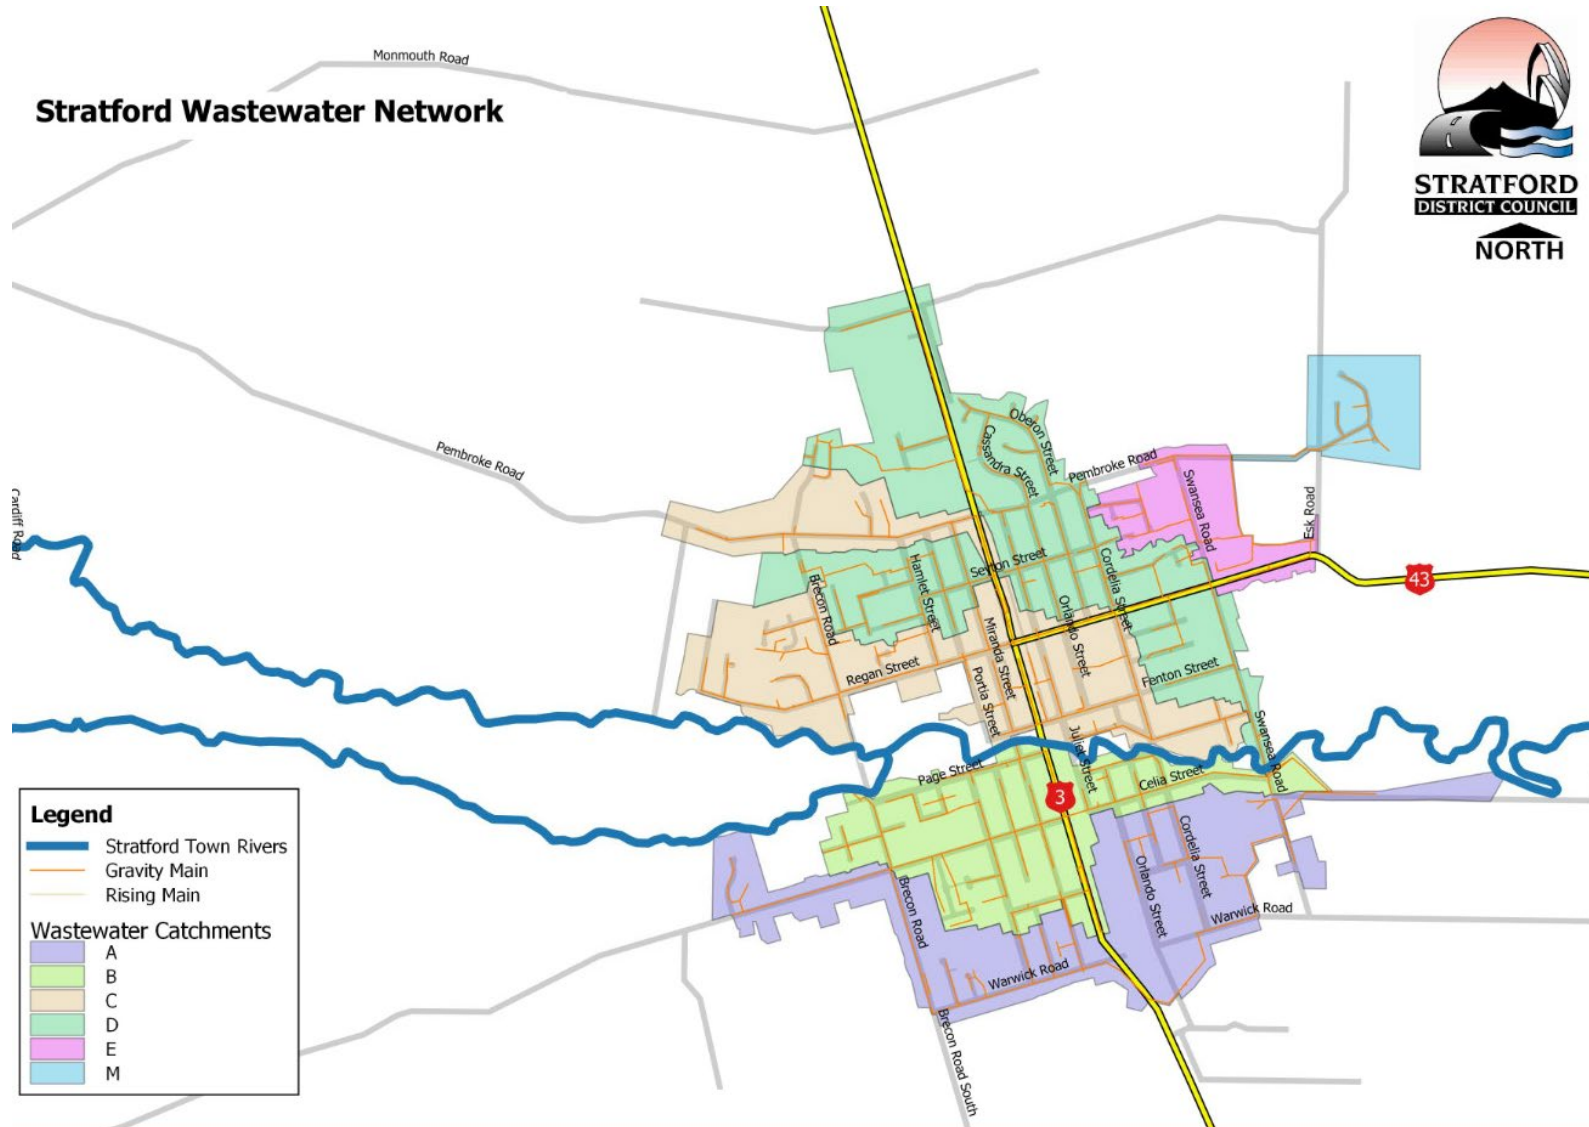 Monmouth Road
Stratford Wastewater Network
STRATFORD
DISTRICT COUNCIL
NORTH
Oberon Street
Cassandra Street
Pembroke Road
Pembroke Road
Swansea Road
Esk Road
Cardiff Road
Seyton Street
Cordelia Street
Hamlet Street
43
Brecon Road
Orlando Street
Miranda Street
Regan Street
Portia Street
Fenton Street
Juliet Street
Swansea Road
Page Street
Celia Street
3
Legend
Stratford Town Rivers
Gravity Main
Rising Main
Wastewater Catchments
A
B
C
D
E
M
Cordelia Street
Orlando Street
Brecon Road
Warwick Road
Warwick Road
Brecon Road South